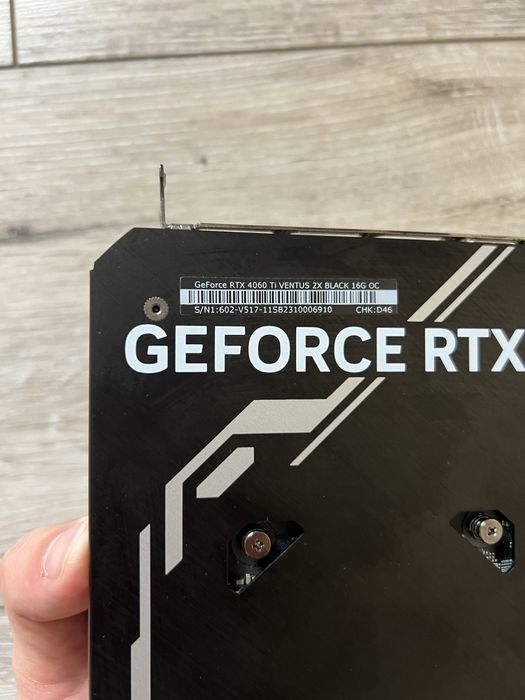 GeForce RTX 4060 Ti VENTUS 2X BLACK 16G OC
S/N1:602-V517-11SB2310006910 CHK:D46
GEFORCE RTX